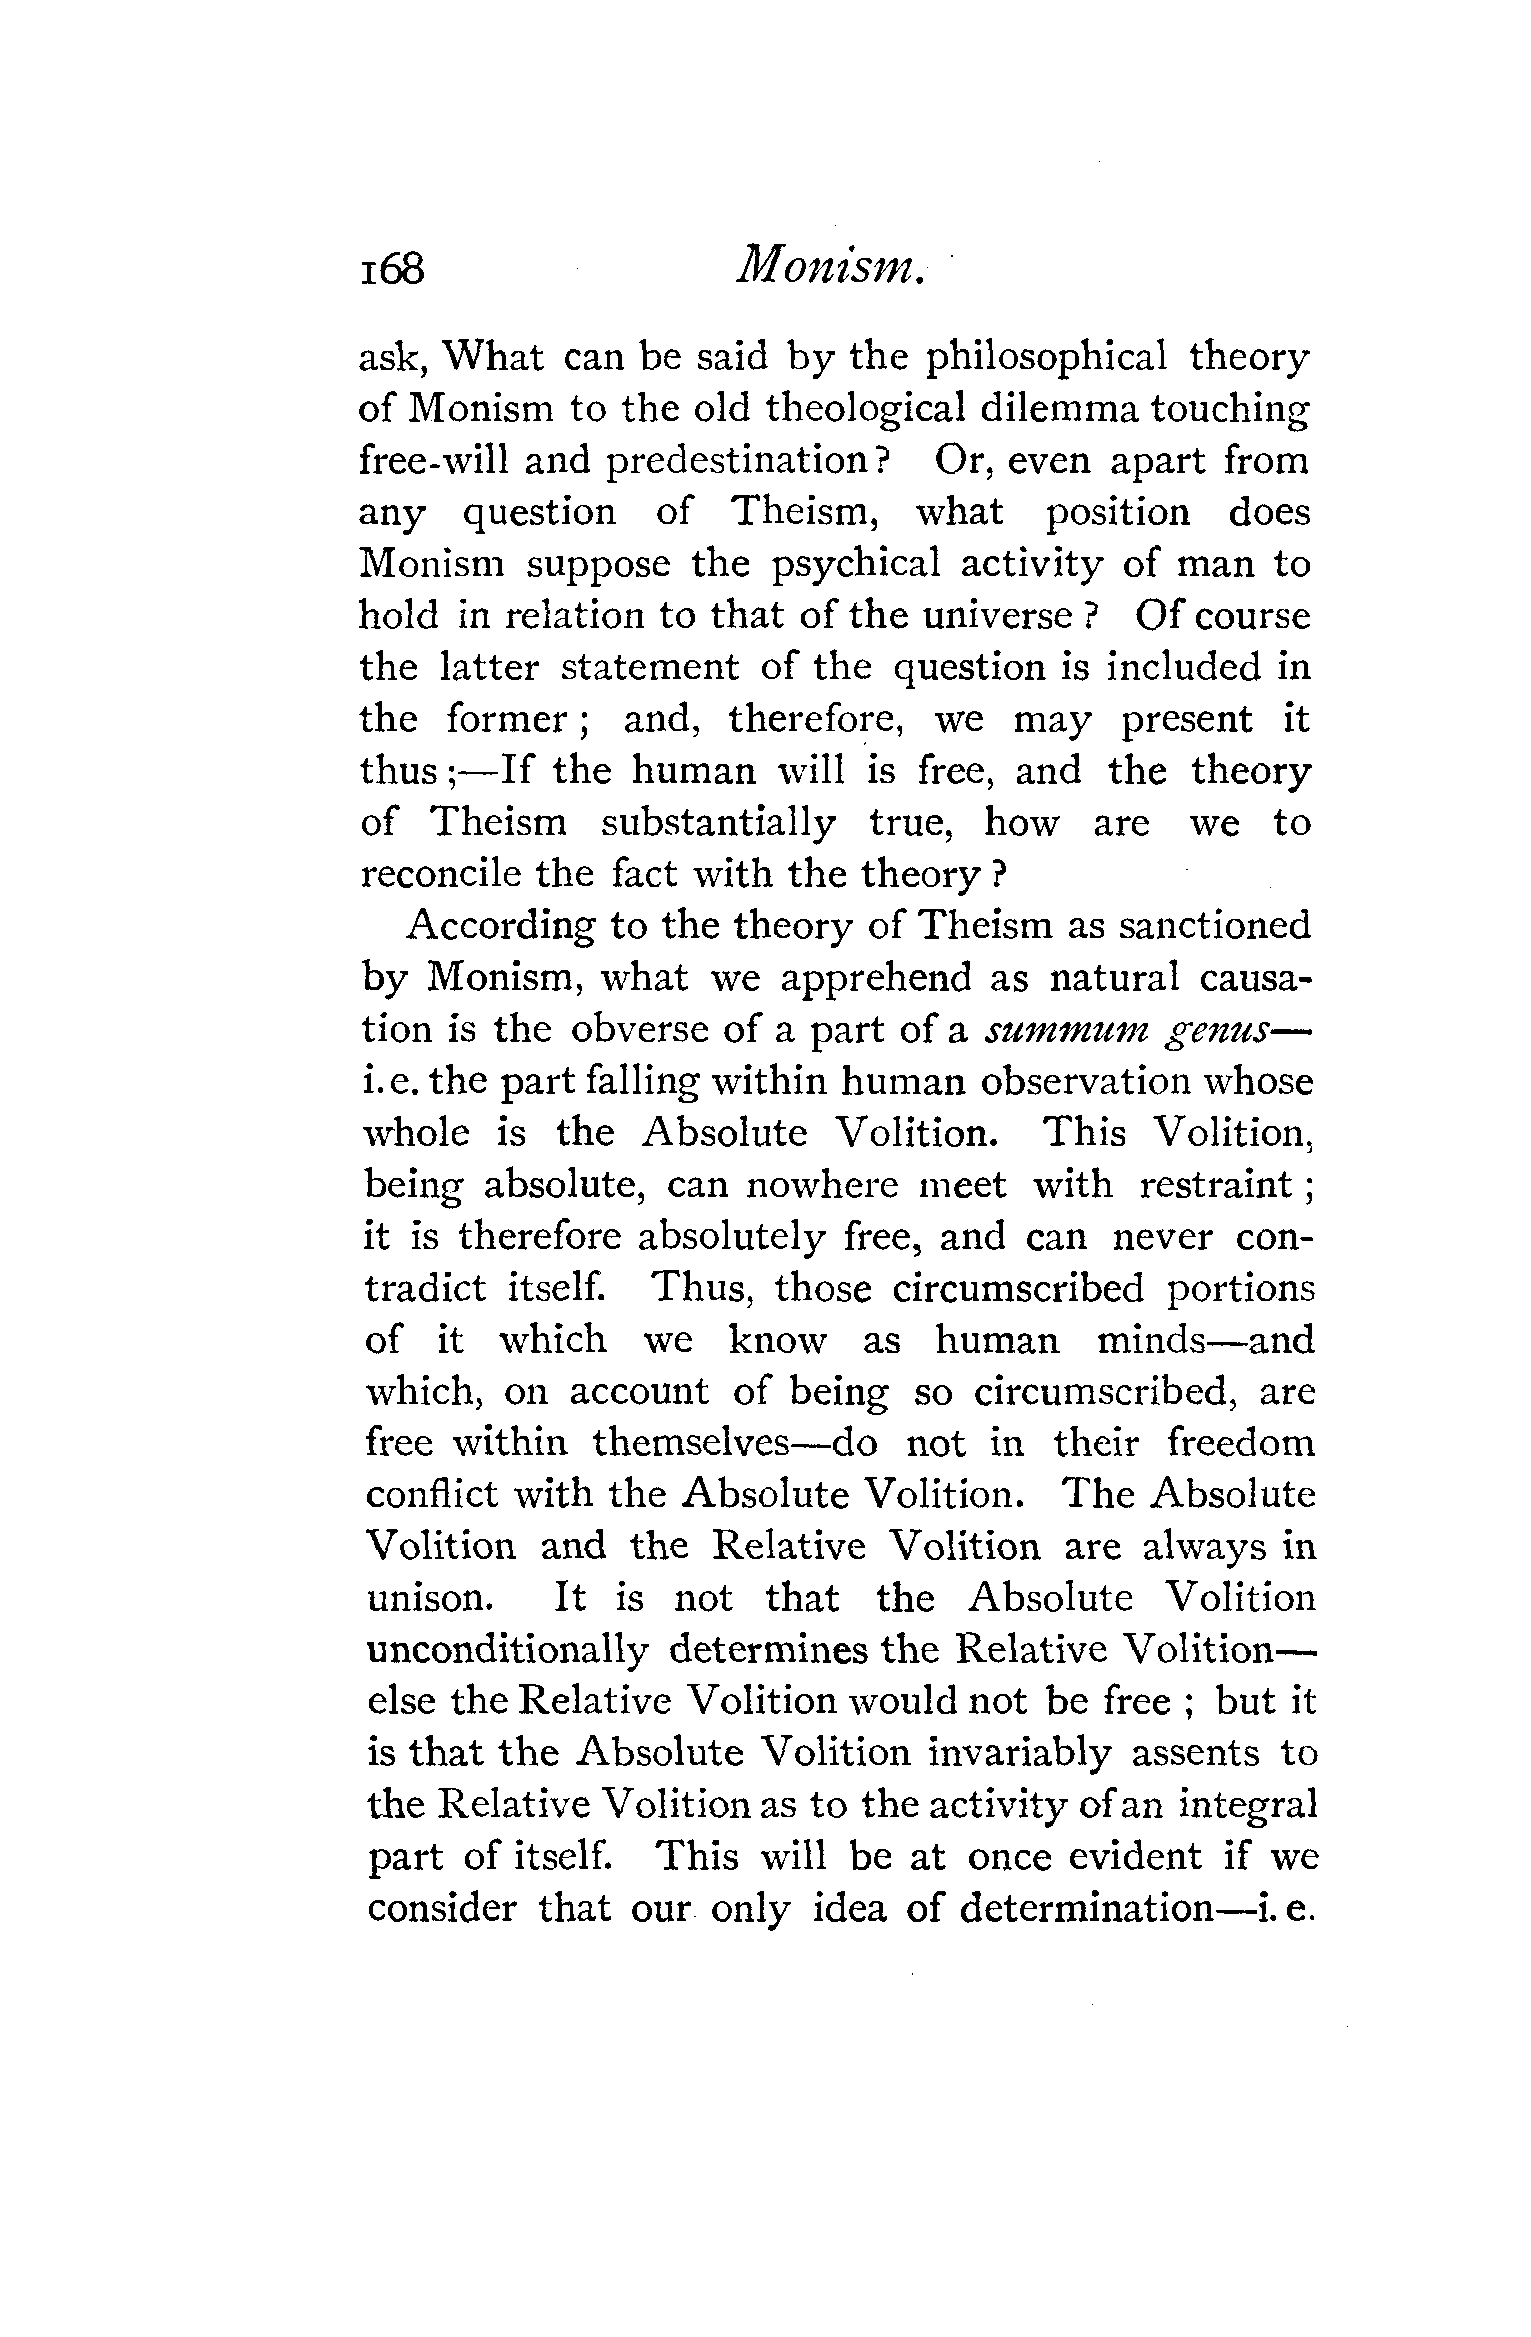 168 Monism.
ask, What can be said by the philosophical theory
of Monism to the old theological dilemma touching
free-will and predestination? Or, even apart from
any question of Theism, what position does
Monism suppose the psychical activity of man to
hold in relation to that of the universe ? Of course
the latter statement of the question is included in
the former ; and, therefore, we may present it
thus ;—If the human will is free, and the theory
of Theism substantially true, how are we to
reconcile the fact with the theory ?
According to the theory of Theism as sanctioned
by Monism, what we apprehend as natural causa-
tion is the obverse of a part of a summum genus—
i. e. the part falling within human observation whose
whole is the Absolute Volition. This Volition,
being absolute, can nowhere meet with restraint ;
it is therefore absolutely free, and can never con-
tradict itself. Thus, those circumscribed portions
of it which we know as human minds—and
which, on account of being so circumscribed, are
free within themselves—do not in their freedom
conflict with the Absolute Volition. The Absolute
Volition and the Relative Volition are always in
unison. It is not that the Absolute Volition
unconditionally determines the Relative Volition—
else the Relative Volition would not be free ; but it
is that the Absolute Volition invariably assents to
the Relative Volition as to the activity of an integral
part of itself. This will be at once evident if we
consider that our only idea of determination—i. e.